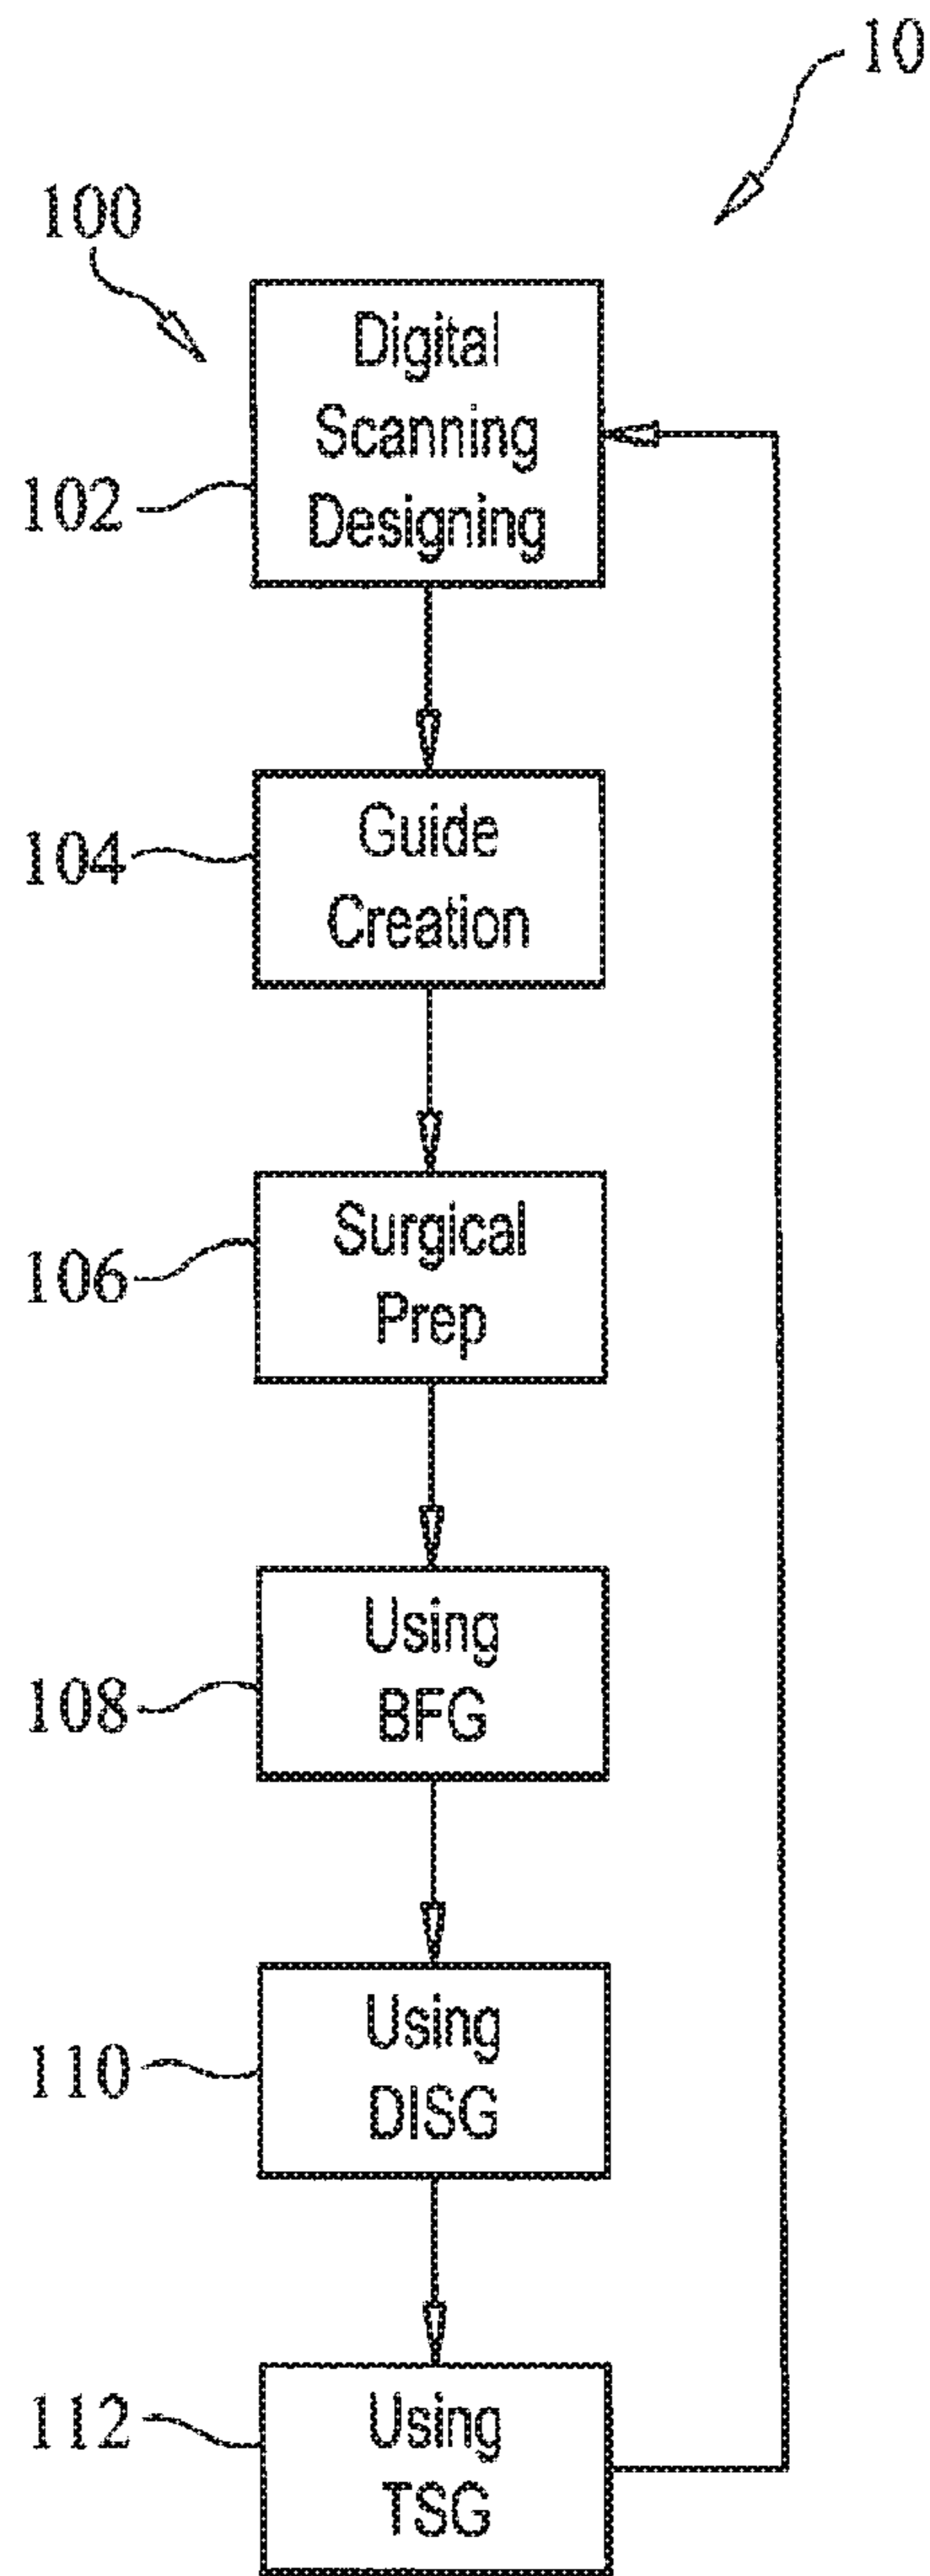 10
100
Digital
Scanning
Designing
102
Guide
Creation
104
Surgical
Prep
106
Using
BFG
108
Using
DISG
110
Using
TSG
112